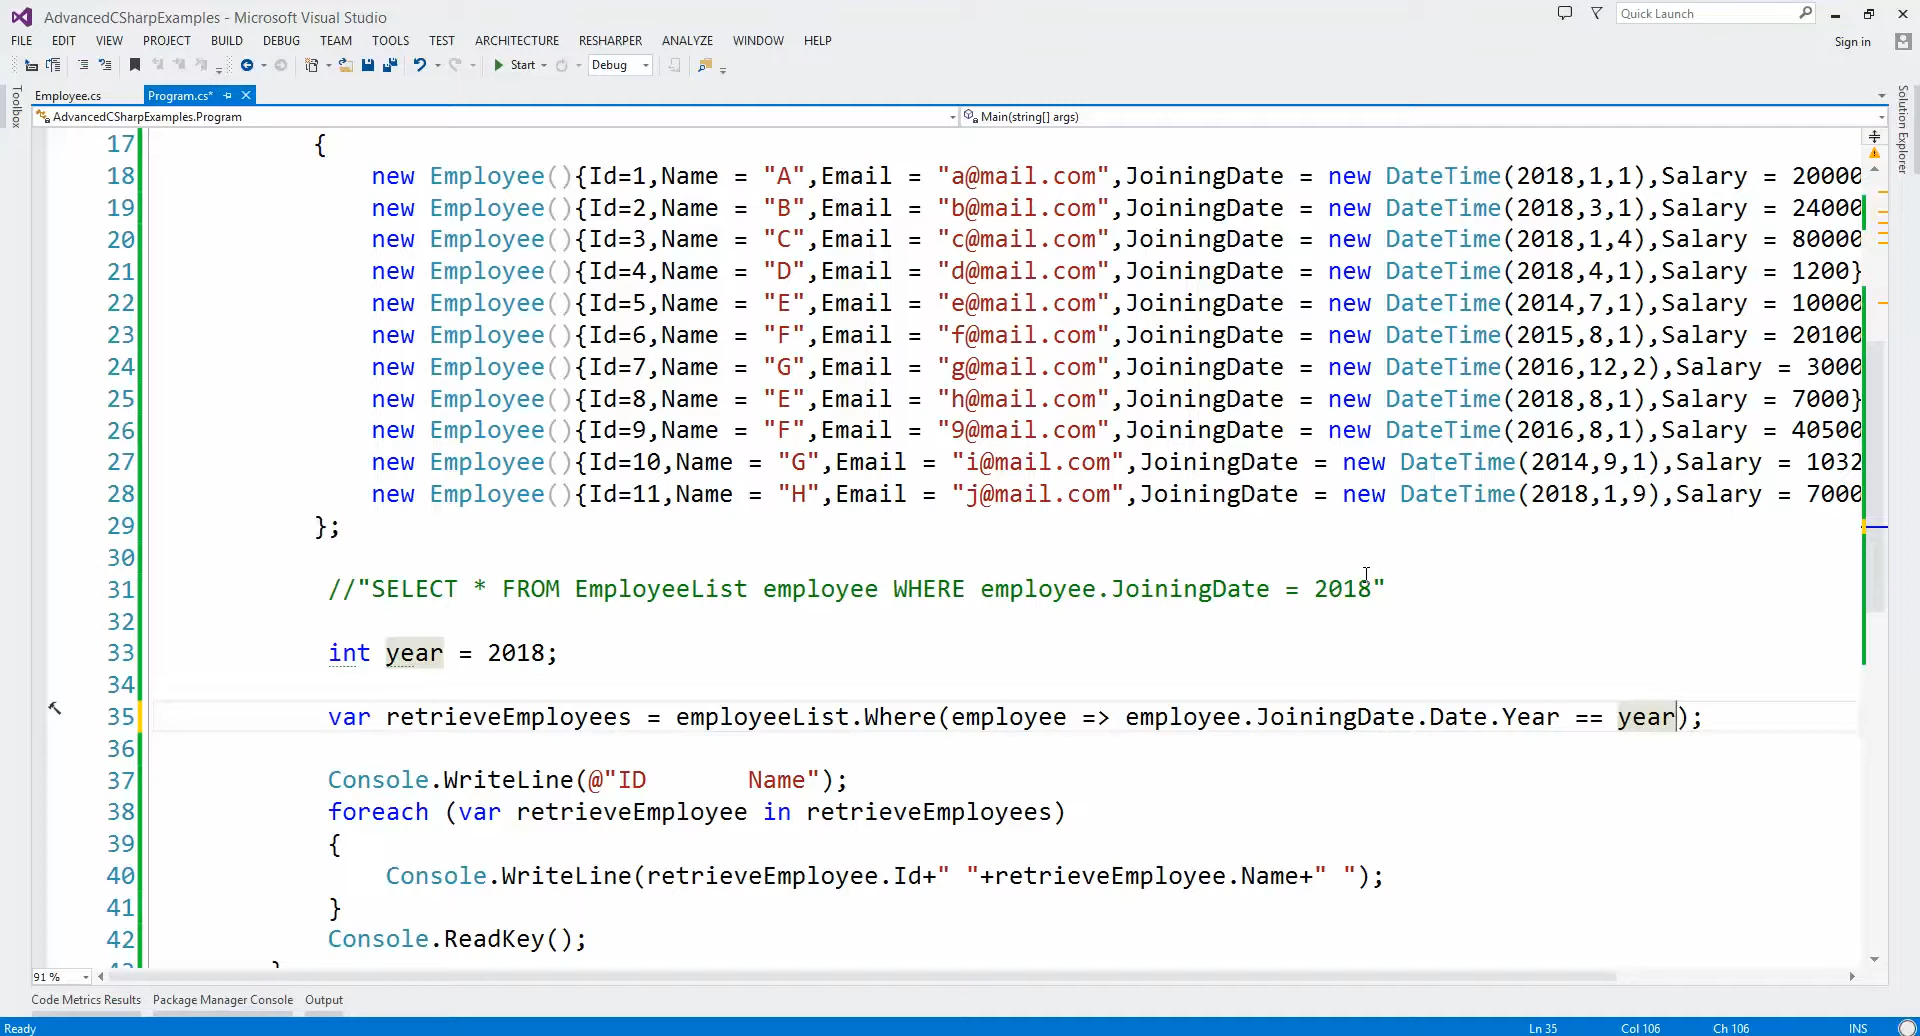 AdvancedCSharpExamples - Microsoft Visual Studio
Quick Launch
FILE EDIT VIEW PROJECT BUILD DEBUG TEAM TOOLS TEST ARCHITECTURE RESHARPER ANALYZE WINDOW HELP
Sign in
Start Debug
Toolbox
Solution Explorer
Employee.cs Program.cs*
AdvancedCSharpExamples.Program Main(string[] args)
17 {
18 new Employee(){Id=1,Name = "A",Email = "a@mail.com",JoiningDate = new DateTime(2018,1,1),Salary = 20000
19 new Employee(){Id=2,Name = "B",Email = "b@mail.com",JoiningDate = new DateTime(2018,3,1),Salary = 24000
20 new Employee(){Id=3,Name = "C",Email = "c@mail.com",JoiningDate = new DateTime(2018,1,4),Salary = 80000
21 new Employee(){Id=4,Name = "D",Email = "d@mail.com",JoiningDate = new DateTime(2018,4,1),Salary = 1200}
22 new Employee(){Id=5,Name = "E",Email = "e@mail.com",JoiningDate = new DateTime(2014,7,1),Salary = 10000
23 new Employee(){Id=6,Name = "F",Email = "f@mail.com",JoiningDate = new DateTime(2015,8,1),Salary = 20100
24 new Employee(){Id=7,Name = "G",Email = "g@mail.com",JoiningDate = new DateTime(2016,12,2),Salary = 3000
25 new Employee(){Id=8,Name = "E",Email = "h@mail.com",JoiningDate = new DateTime(2018,8,1),Salary = 7000}
26 new Employee(){Id=9,Name = "F",Email = "9@mail.com",JoiningDate = new DateTime(2016,8,1),Salary = 40500
27 new Employee(){Id=10,Name = "G",Email = "i@mail.com",JoiningDate = new DateTime(2014,9,1),Salary = 1032
28 new Employee(){Id=11,Name = "H",Email = "j@mail.com",JoiningDate = new DateTime(2018,1,9),Salary = 7000
29 };
30
31 //"SELECT * FROM EmployeeList employee WHERE employee.JoiningDate = 2018"
32
33 int year = 2018;
34
35 var retrieveEmployees = employeeList.Where(employee => employee.JoiningDate.Date.Year == year);
36
37 Console.WriteLine(@"ID       Name");
38 foreach (var retrieveEmployee in retrieveEmployees)
39 {
40 Console.WriteLine(retrieveEmployee.Id+" "+retrieveEmployee.Name+" ");
41 }
42 Console.ReadKey();
91 %
Code Metrics Results Package Manager Console Output
Ready Ln 35 Col 106 Ch 106 INS